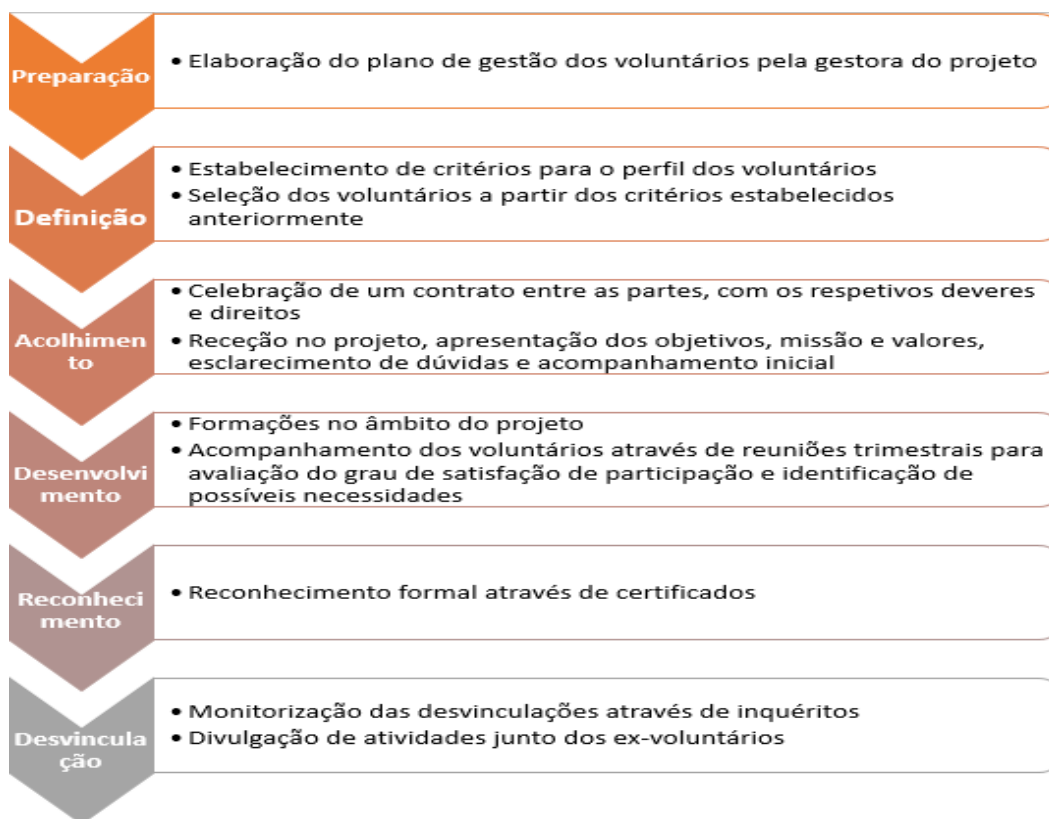 Preparação
• Elaboração do plano de gestão dos voluntários pela gestora do projeto
Definição
• Estabelecimento de critérios para o perfil dos voluntários
• Seleção dos voluntários a partir dos critérios estabelecidos
anteriormente
Acolhimen
to
• Celebração de um contrato entre as partes, com os respetivos deveres
e direitos
• Receção no projeto, apresentação dos objetivos, missão e valores,
esclarecimento de dúvidas e acompanhamento inicial
Desenvolvi
mento
• Formações no âmbito do projeto
• Acompanhamento dos voluntários através de reuniões trimestrais para
avaliação do grau de satisfação de participação e identificação de
possíveis necessidades
Reconheci
mento
• Reconhecimento formal através de certificados
Desvincula
ção
• Monitorização das desvinculações através de inquéritos
• Divulgação de atividades junto dos ex-voluntários